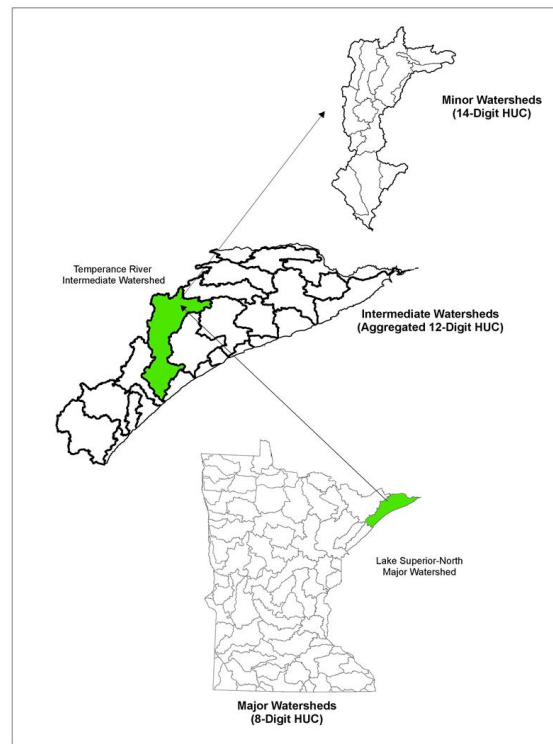 Minor Watersheds
(14-Digit HUC)
Temperance River
Intermediate Watershed
Intermediate Watersheds
(Aggregated 12-Digit HUC)
Lake Superior-North
Major Watershed
Major Watersheds
(8-Digit HUC)